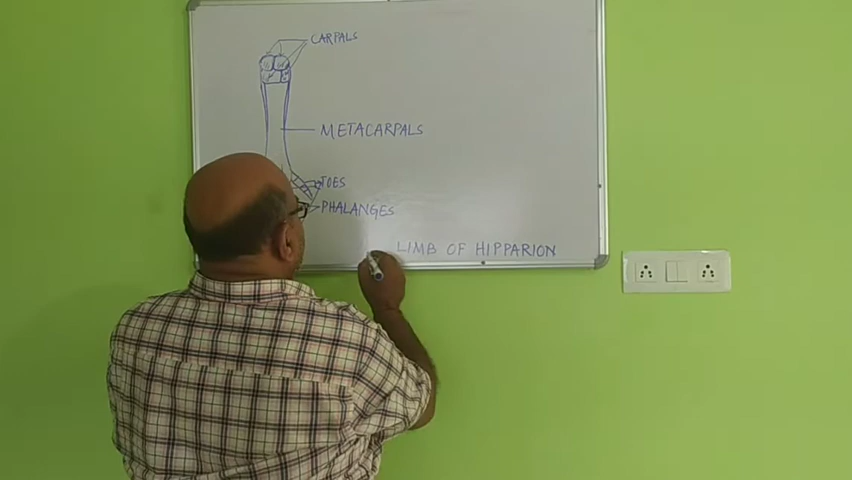 CARPALS
METACARPALS
TOES
PHALANGES
LIMB OF HIPPARION